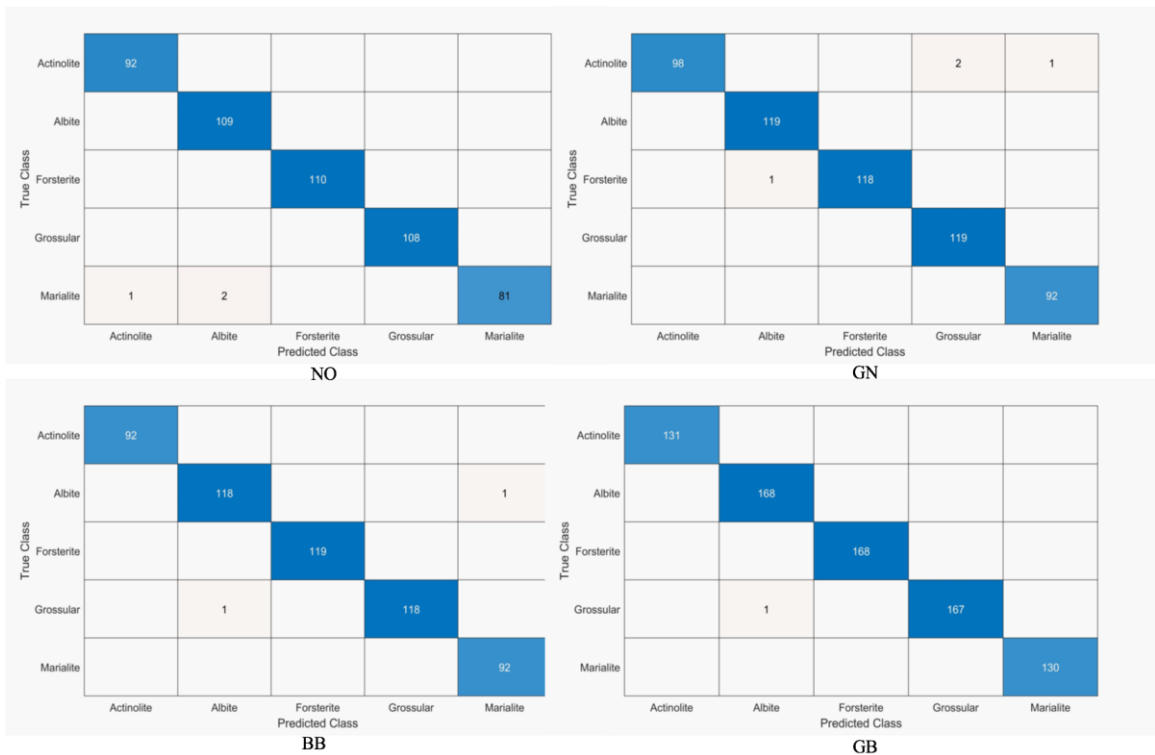 Actinolite 92
Albite 109
Forsterite 110
Grossular 108
Marialite 1 2 81
True Class
Actinolite Albite Forsterite Grossular Marialite
Predicted Class
NO
Actinolite 98 2 1
Albite 119
Forsterite 1 118
Grossular 119
Marialite 92
True Class
Actinolite Albite Forsterite Grossular Marialite
Predicted Class
GN
Actinolite 92
Albite 118 1
Forsterite 119
Grossular 1 118
Marialite 92
True Class
Actinolite Albite Forsterite Grossular Marialite
Predicted Class
BB
Actinolite 131
Albite 168
Forsterite 168
Grossular 1 167
Marialite 130
True Class
Actinolite Albite Forsterite Grossular Marialite
Predicted Class
GB